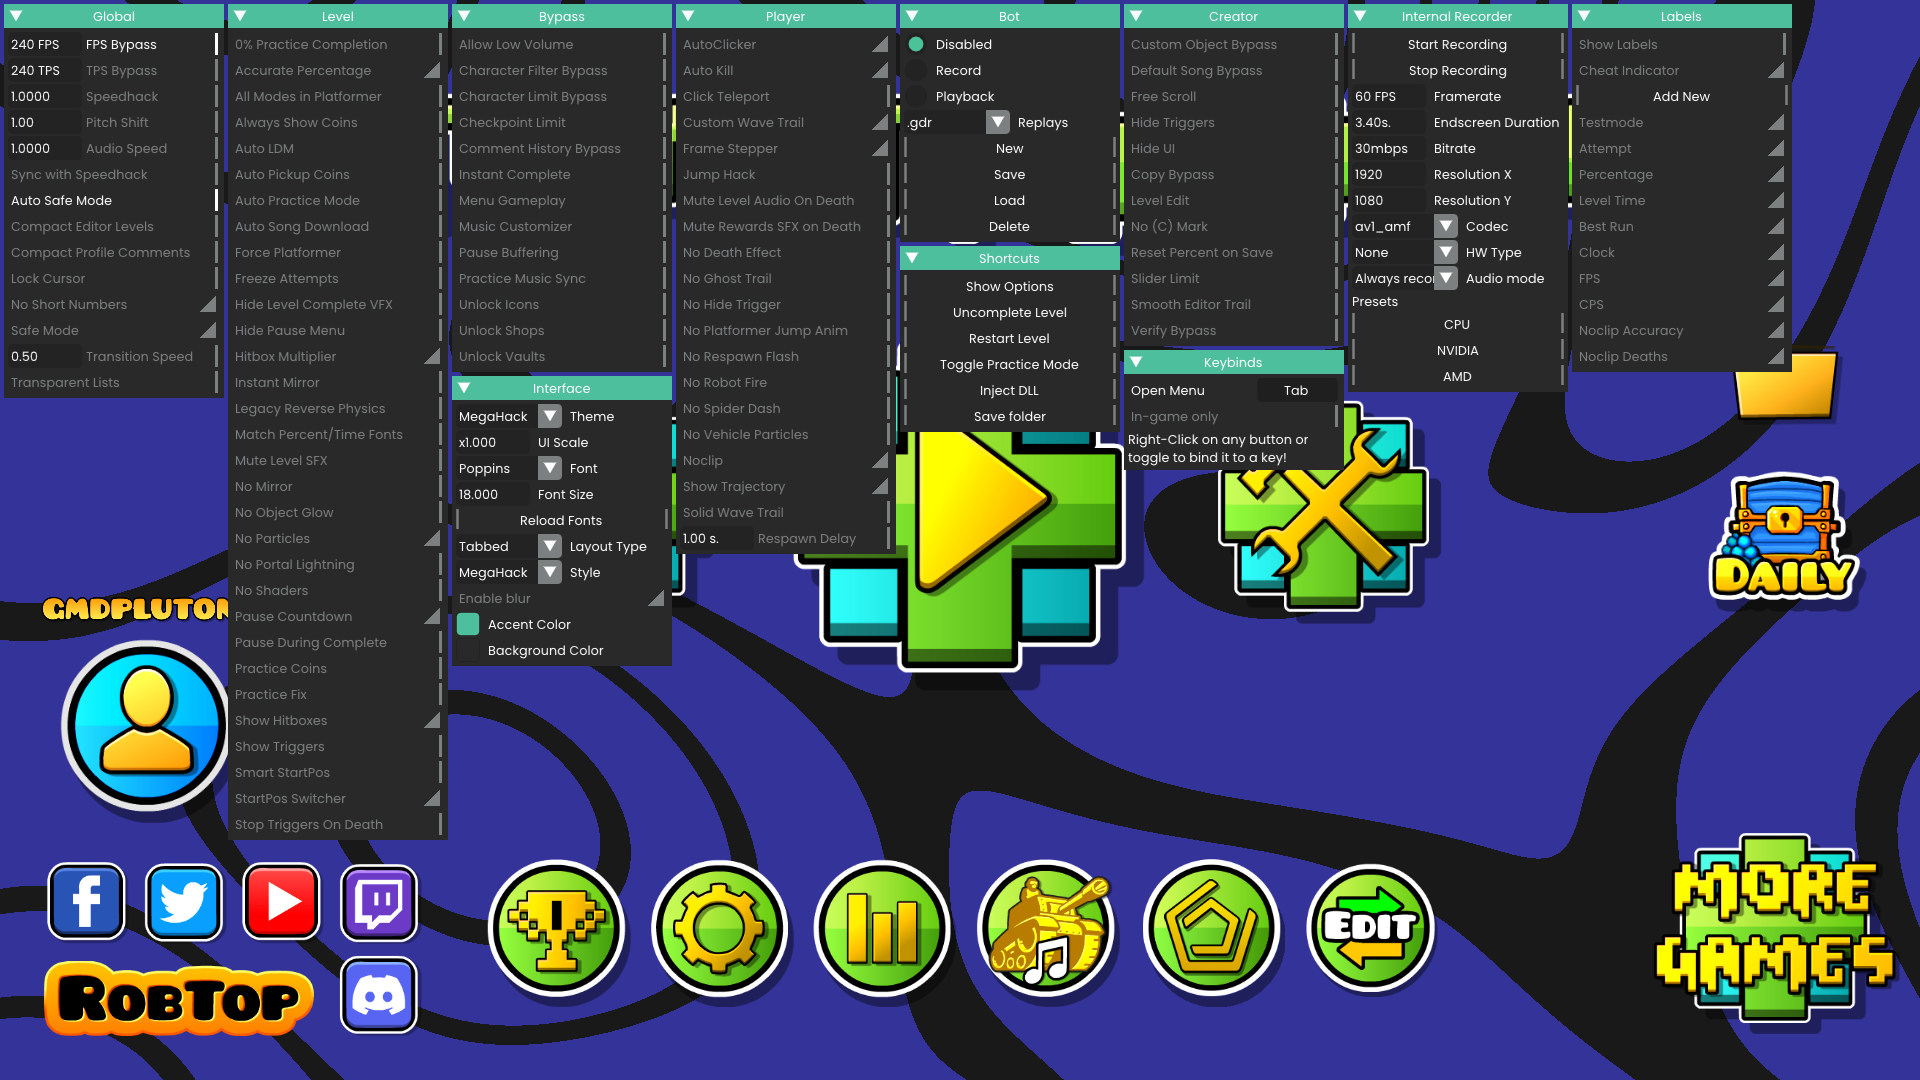 Global
240 FPS FPS Bypass
240 TPS TPS Bypass
1.0000 Speedhack
1.00 Pitch Shift
1.0000 Audio Speed
Sync with Speedhack
Auto Safe Mode
Compact Editor Levels
Compact Profile Comments
Lock Cursor
No Short Numbers
Safe Mode
0.50 Transition Speed
Transparent Lists
Level
0% Practice Completion
Accurate Percentage
All Modes in Platformer
Always Show Coins
Auto LDM
Auto Pickup Coins
Auto Practice Mode
Auto Song Download
Force Platformer
Freeze Attempts
Hide Level Complete VFX
Hide Pause Menu
Hitbox Multiplier
Instant Mirror
Legacy Reverse Physics
Match Percent/Time Fonts
Mute Level SFX
No Mirror
No Object Glow
No Particles
No Portal Lightning
No Shaders
Pause Countdown
Pause During Complete
Practice Coins
Practice Fix
Show Hitboxes
Show Triggers
Smart StartPos
StartPos Switcher
Stop Triggers On Death
Bypass
Allow Low Volume
Character Filter Bypass
Character Limit Bypass
Checkpoint Limit
Comment History Bypass
Instant Complete
Menu Gameplay
Music Customizer
Pause Buffering
Practice Music Sync
Unlock Icons
Unlock Shops
Unlock Vaults
Interface
MegaHack Theme
x1.000 UI Scale
Poppins Font
18.000 Font Size
Reload Fonts
Tabbed Layout Type
MegaHack Style
Enable blur
Accent Color
Background Color
Player
AutoClicker
Auto Kill
Click Teleport
Custom Wave Trail
Frame Stepper
Jump Hack
Mute Level Audio On Death
Mute Rewards SFX on Death
No Death Effect
No Ghost Trail
No Hide Trigger
No Platformer Jump Anim
No Respawn Flash
No Robot Fire
No Spider Dash
No Vehicle Particles
Noclip
Show Trajectory
Solid Wave Trail
1.00 s. Respawn Delay
Bot
Disabled
Record
Playback
.gdr Replays
New
Save
Load
Delete
Shortcuts
Show Options
Uncomplete Level
Restart Level
Toggle Practice Mode
Inject DLL
Save folder
Creator
Custom Object Bypass
Default Song Bypass
Free Scroll
Hide Triggers
Hide UI
Copy Bypass
Level Edit
No (C) Mark
Reset Percent on Save
Slider Limit
Smooth Editor Trail
Verify Bypass
Keybinds
Open Menu Tab
In-game only
Right-Click on any button or
toggle to bind it to a key!
Internal Recorder
Start Recording
Stop Recording
60 FPS Framerate
3.40s. Endscreen Duration
30mbps Bitrate
1920 Resolution X
1080 Resolution Y
av1_amf Codec
None HW Type
Always recor Audio mode
Presets
CPU
NVIDIA
AMD
Labels
Show Labels
Cheat Indicator
Add New
Testmode
Attempt
Percentage
Level Time
Best Run
Clock
FPS
CPS
Noclip Accuracy
Noclip Deaths
GMDPLUTON
DAILY
EDIT
MORE
GAMES
ROBTOP